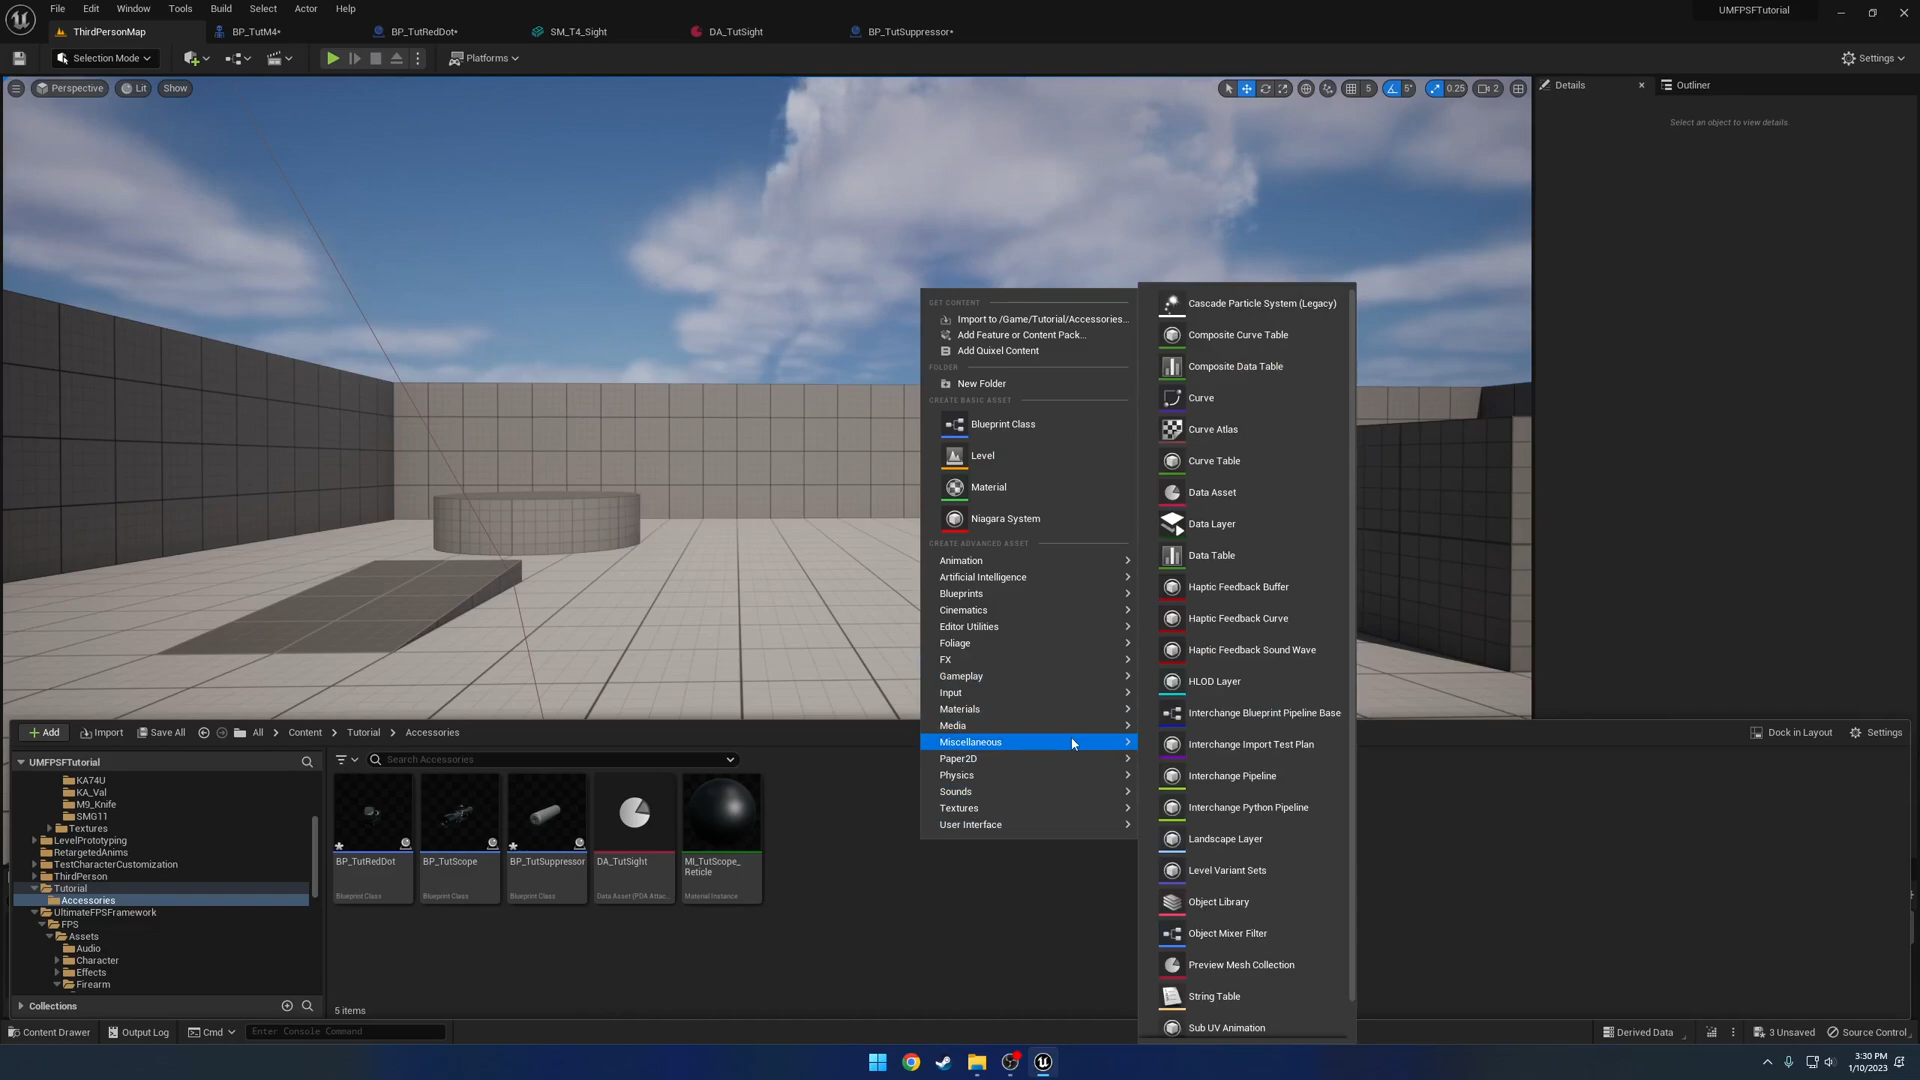 File Edit Window Tools Build Select Actor Help
UMFPSFTutorial
ThirdPersonMap BP_TutM4* BP_TutRedDot* SM_T4_Sight DA_TutSight BP_TutSuppressor*
Selection Mode Platforms Settings
Perspective Lit Show 5 5° 0.25 2
Details Outliner
Select an object to view details.
GET CONTENT
Import to /Game/Tutorial/Accessories...
Add Feature or Content Pack...
Add Quixel Content
FOLDER
New Folder
CREATE BASIC ASSET
Blueprint Class
Level
Material
Niagara System
CREATE ADVANCED ASSET
Animation
Artificial Intelligence
Blueprints
Cinematics
Editor Utilities
Foliage
FX
Gameplay
Input
Materials
Media
Miscellaneous
Paper2D
Physics
Sounds
Textures
User Interface
Cascade Particle System (Legacy)
Composite Curve Table
Composite Data Table
Curve
Curve Atlas
Curve Table
Data Asset
Data Layer
Data Table
Haptic Feedback Buffer
Haptic Feedback Curve
Haptic Feedback Sound Wave
HLOD Layer
Interchange Blueprint Pipeline Base
Interchange Import Test Plan
Interchange Pipeline
Interchange Python Pipeline
Landscape Layer
Level Variant Sets
Object Library
Object Mixer Filter
Preview Mesh Collection
String Table
Sub UV Animation
Add Import Save All All Content Tutorial Accessories
Dock in Layout Settings
UMFPSFTutorial
KA74U
KA_Val
M9_Knife
SMG11
Textures
LevelPrototyping
RetargetedAnims
TestCharacterCustomization
ThirdPerson
Tutorial
Accessories
UltimateFPSFramework
FPS
Assets
Audio
Character
Effects
Firearm
Collections
Search Accessories
BP_TutRedDot
Blueprint Class
BP_TutScope
Blueprint Class
BP_TutSuppressor
Blueprint Class
DA_TutSight
Data Asset (PDA Attac...
MI_TutScope_
Reticle
Material Instance
5 items
Content Drawer Output Log Cmd Enter Console Command
Derived Data 3 Unsaved Source Control
3:30 PM
1/10/2023